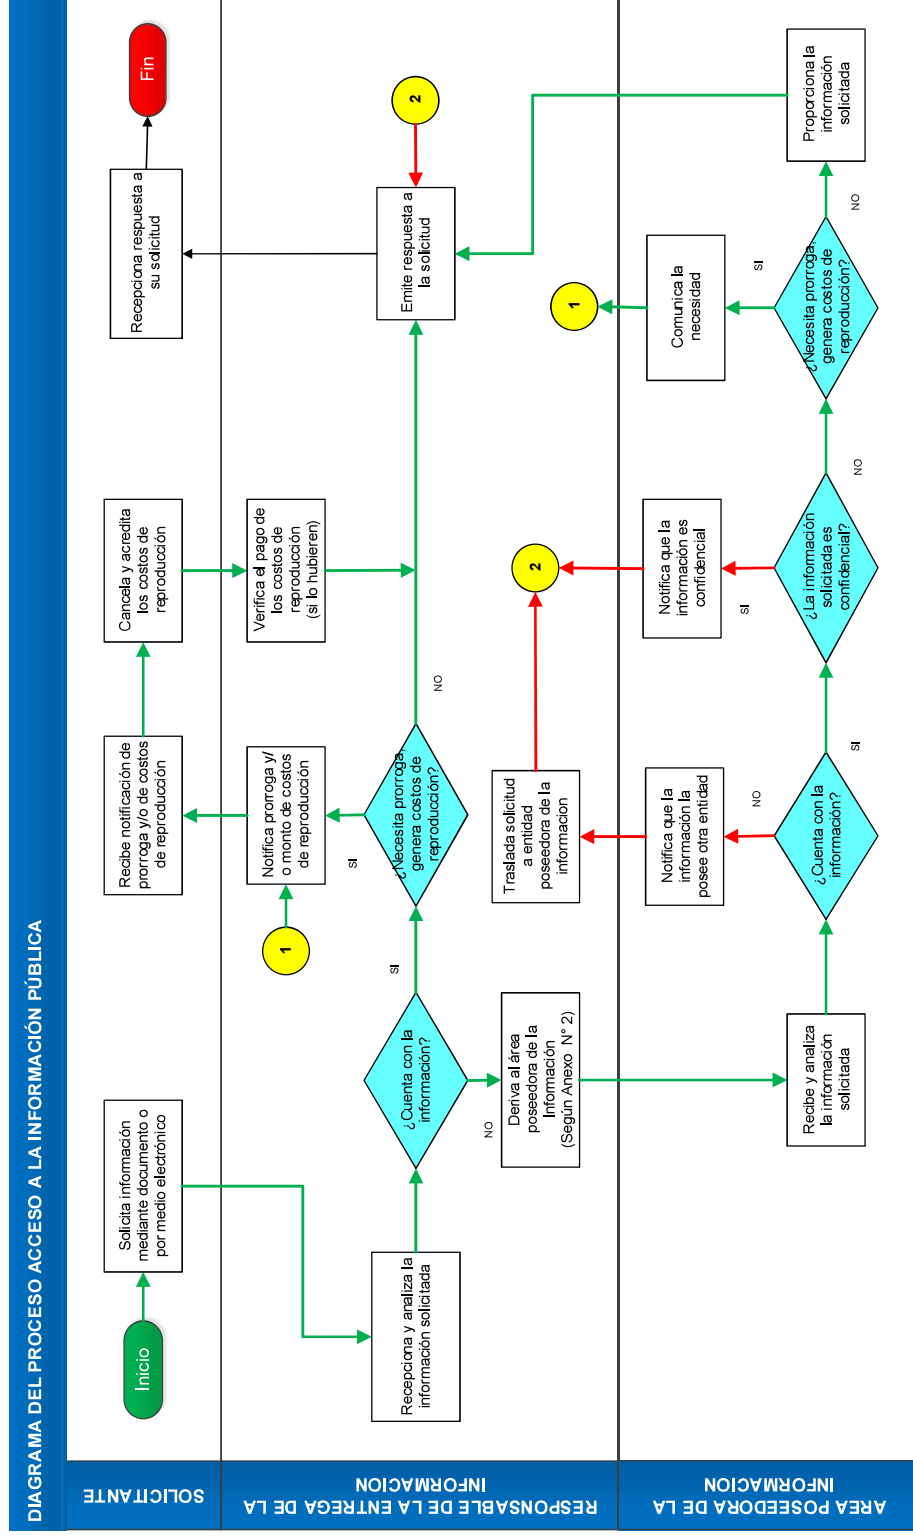 DIAGRAMA DEL PROCESO ACCESO A LA INFORMACIÓN PÚBLICA
SOLICITANTE
Inicio
Solicita información
mediante documento o
por medio electrónico
Recibe notificación de
prorroga y/o de costos
de reproducción
Cancela y acredita
los costos de
reproducción
Recepciona respuesta a
su solicitud
Fin
RESPONSABLE DE LA ENTREGA DE LA
INFORMACION
Recepciona y analiza la
información solicitada
¿Cuenta con la
información?
SI
NO
Deriva al área
poseedora de la
Información
(Según Anexo N° 2)
1
Notifica prorroga y/
o monto de costos
de reproducción
SI
¿Necesita prorroga,
genera costos de
reproducción?
NO
Verifica el pago de
los costos de
reproducción
(si lo hubieren)
Emite respuesta a
la solicitud
2
Traslada solicitud
a entidad
poseedora de la
informacion
2
1
AREA POSEEDORA DE LA
INFORMACION
Recibe y analiza
la información
solicitada
¿Cuenta con la
información?
NO
SI
Notifica que la
información la
posee otra entidad
¿La información
solicitada es
confidencial?
SI
NO
Notifica que la
información es
confidencial
¿Necesita prorroga,
genera costos de
reproducción?
SI
NO
Comunica la
necesidad
Proporciona la
información
solicitada